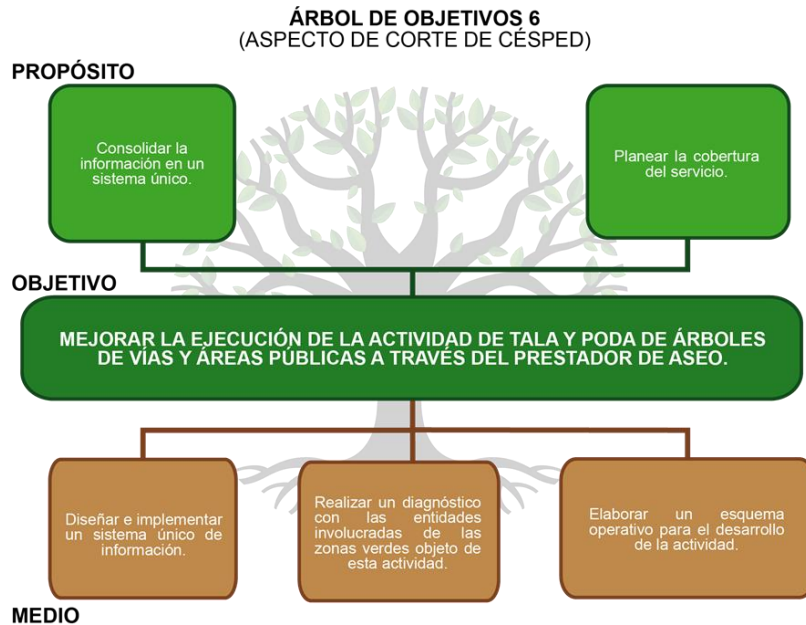 ÁRBOL DE OBJETIVOS 6
(ASPECTO DE CORTE DE CÉSPED)
PROPÓSITO
Consolidar la
información en un
sistema único.
Planear la cobertura
del servicio.
OBJETIVO
MEJORAR LA EJECUCIÓN DE LA ACTIVIDAD DE TALA Y PODA DE ÁRBOLES
DE VÍAS Y ÁREAS PÚBLICAS A TRAVÉS DEL PRESTADOR DE ASEO.
Diseñar e implementar
un sistema único de
información.
Realizar un diagnóstico
con las entidades
involucradas de las
zonas verdes objeto de
esta actividad.
Elaborar un esquema
operativo para el desarrollo
de la actividad.
MEDIO